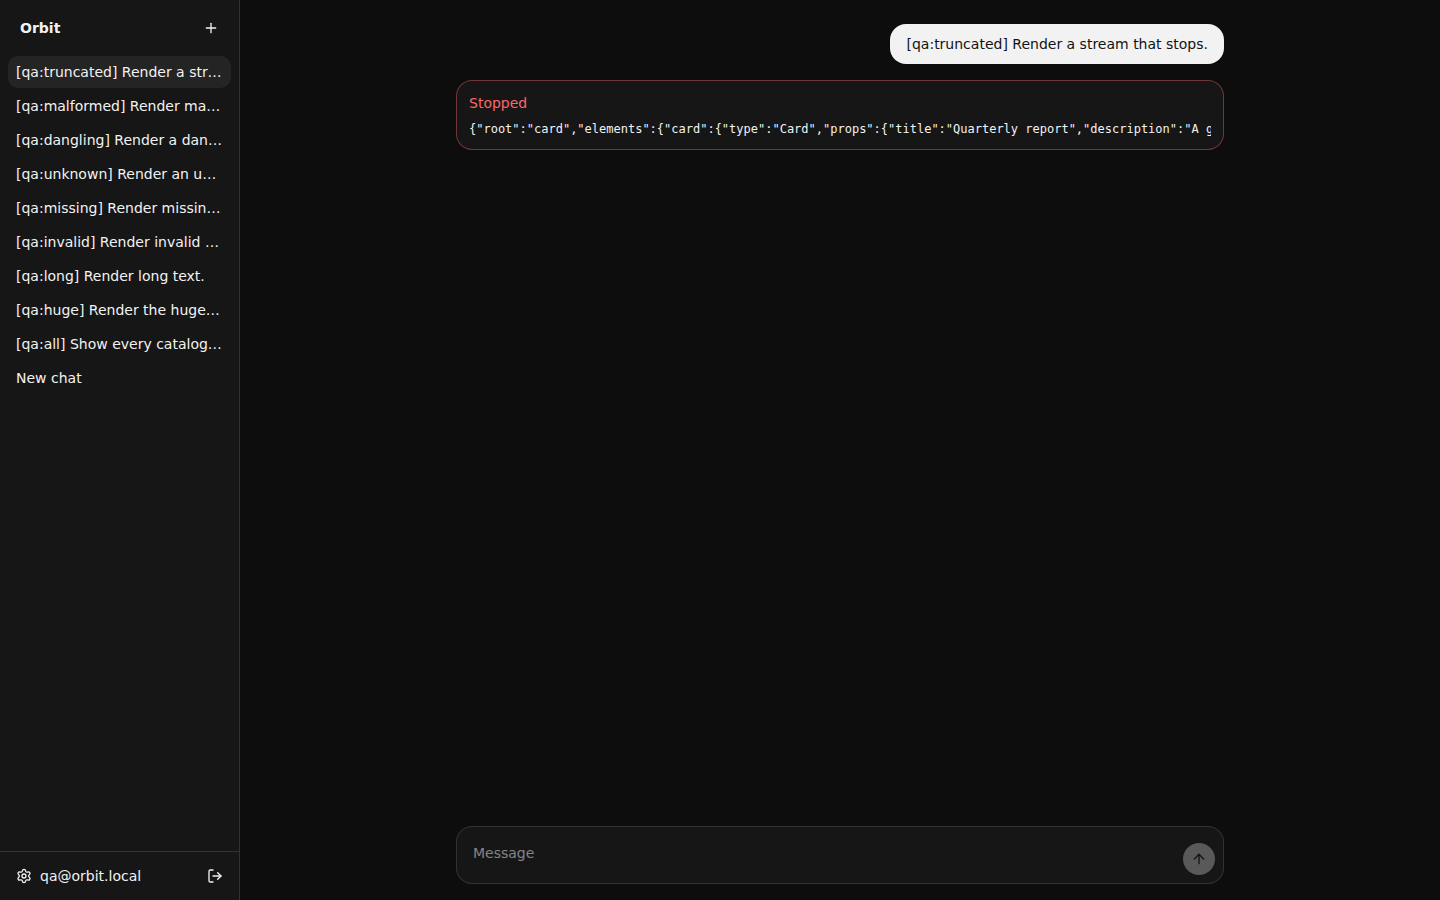 Orbit
[qa:truncated] Render a str...
[qa:malformed] Render ma...
[qa:dangling] Render a dan...
[qa:unknown] Render an u...
[qa:missing] Render missin...
[qa:invalid] Render invalid ...
[qa:long] Render long text.
[qa:huge] Render the huge...
[qa:all] Show every catalog...
New chat
qa@orbit.local
[qa:truncated] Render a stream that stops.
Stopped
{"root":"card","elements":{"card":{"type":"Card","props":{"title":"Quarterly report","description":"A g
Message